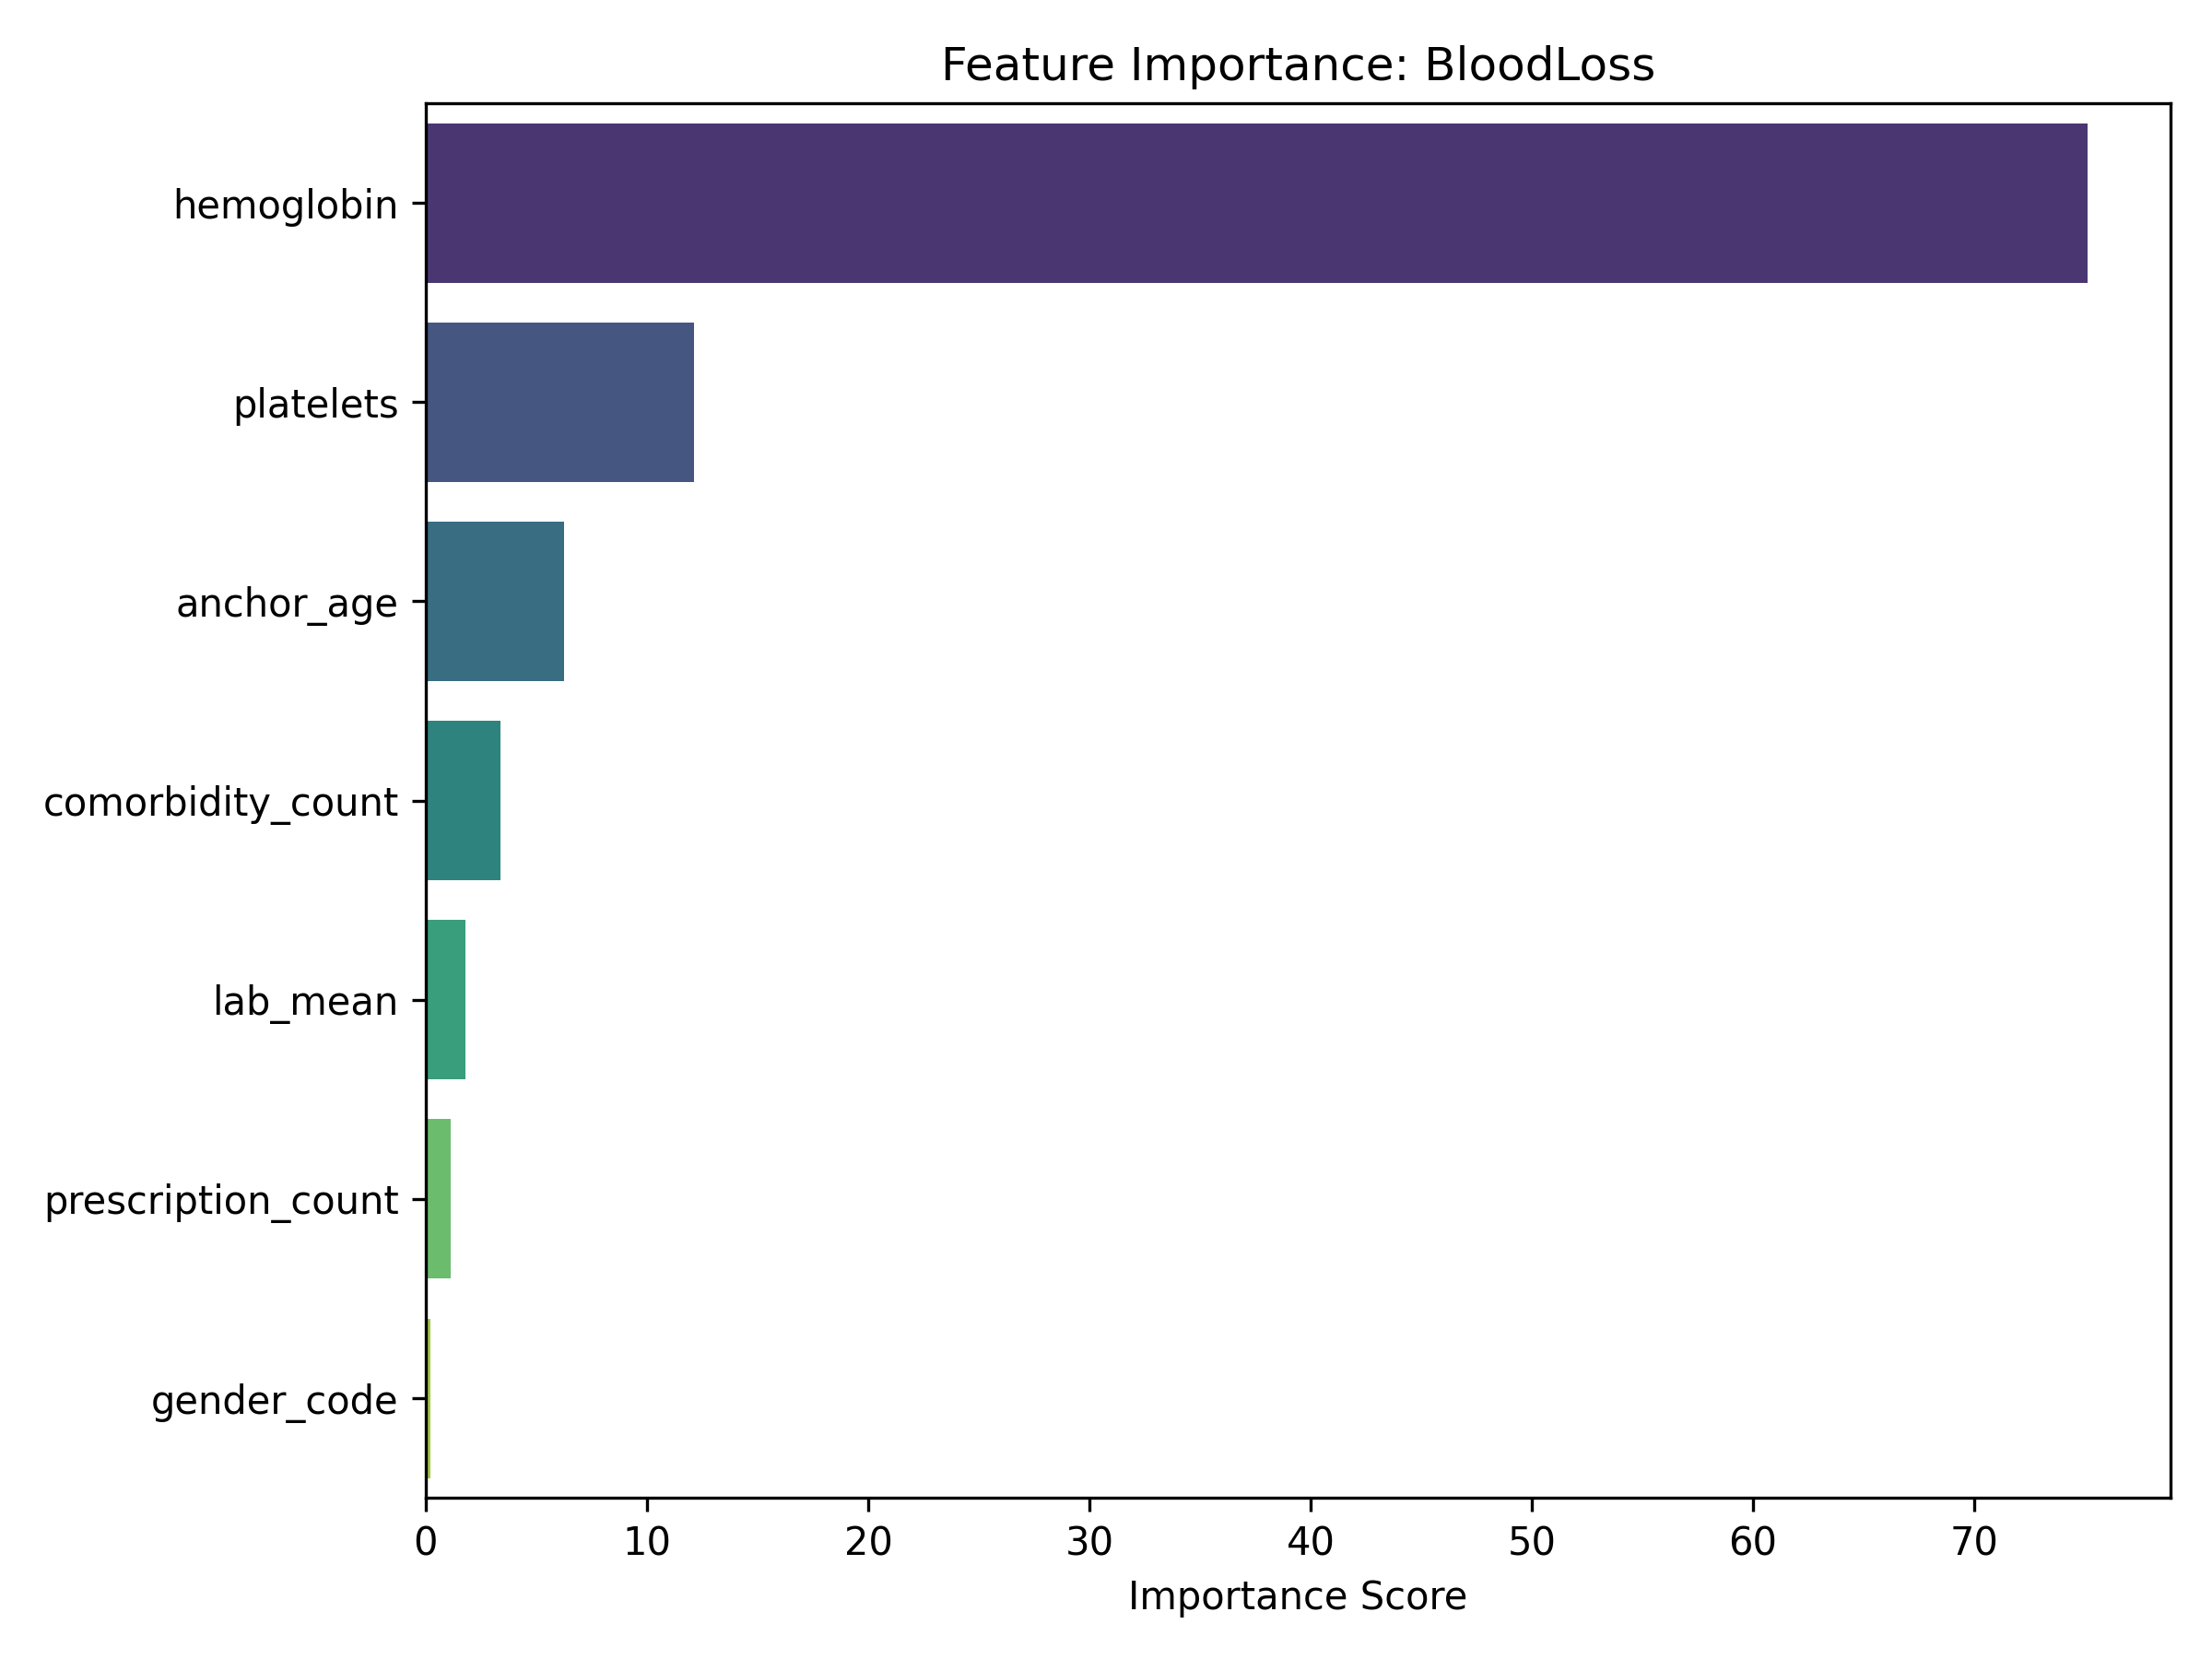 Feature Importance: BloodLoss
hemoglobin
platelets
anchor_age
comorbidity_count
lab_mean
prescription_count
gender_code
0 10 20 30 40 50 60 70
Importance Score